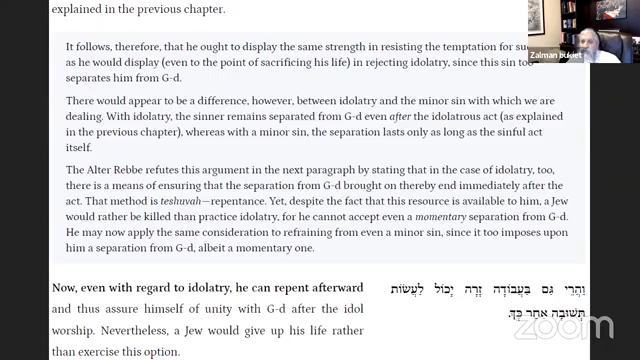 explained in the previous chapter.
It follows, therefore, that he ought to display the same strength in resisting the temptation for
as he would display (even to the point of sacrificing his life) in rejecting idolatry, since this sin too
separates him from G-d.
There would appear to be a difference, however, between idolatry and the minor sin with which we are
dealing. With idolatry, the sinner remains separated from G-d even after the idolatrous act (as explained
in the previous chapter), whereas with a minor sin, the separation lasts only as long as the sinful act
itself.
The Alter Rebbe refutes this argument in the next paragraph by stating that in the case of idolatry, too,
there is a means of ensuring that the separation from G-d brought on thereby end immediately after the
act. That method is teshuvah—repentance. Yet, despite the fact that this resource is available to him, a Jew
would rather be killed than practice idolatry, for he cannot accept even a momentary separation from G-d.
He may now apply the same consideration to refraining from even a minor sin, since it too imposes upon
him a separation from G-d, albeit a momentary one.
Now, even with regard to idolatry, he can repent afterward
and thus assure himself of unity with G-d after the idol
worship. Nevertheless, a Jew would give up his life rather
than exercise this option.
וַהֲרֵי גַּם בַּעֲבוֹדָה זָרָה יָכוֹל לַעֲשׂוֹת
תְּשׁוּבָה אַחַר כָּךְ.
Zalman Bukiet
zoom